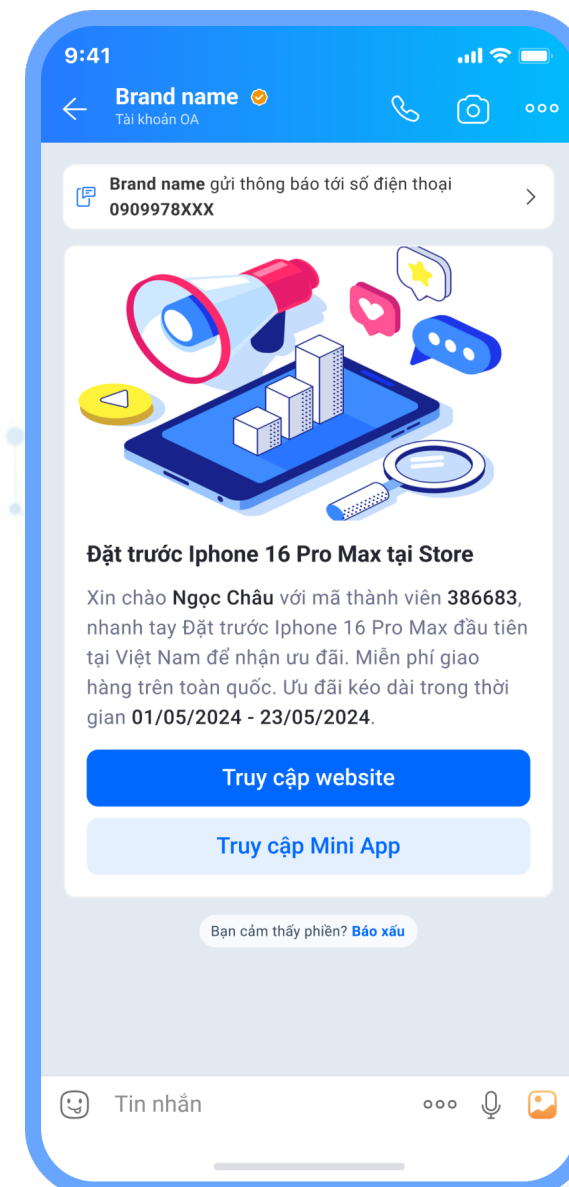 9:41
Brand name
Tài khoản OA
Brand name gửi thông báo tới số điện thoại
0909978XXX
Đặt trước Iphone 16 Pro Max tại Store
Xin chào Ngọc Châu với mã thành viên 386683,
nhanh tay Đặt trước Iphone 16 Pro Max đầu tiên
tại Việt Nam để nhận ưu đãi. Miễn phí giao
hàng trên toàn quốc. Ưu đãi kéo dài trong thời
gian 01/05/2024 - 23/05/2024.
Truy cập website
Truy cập Mini App
Bạn cảm thấy phiền? Báo xấu
Tin nhắn